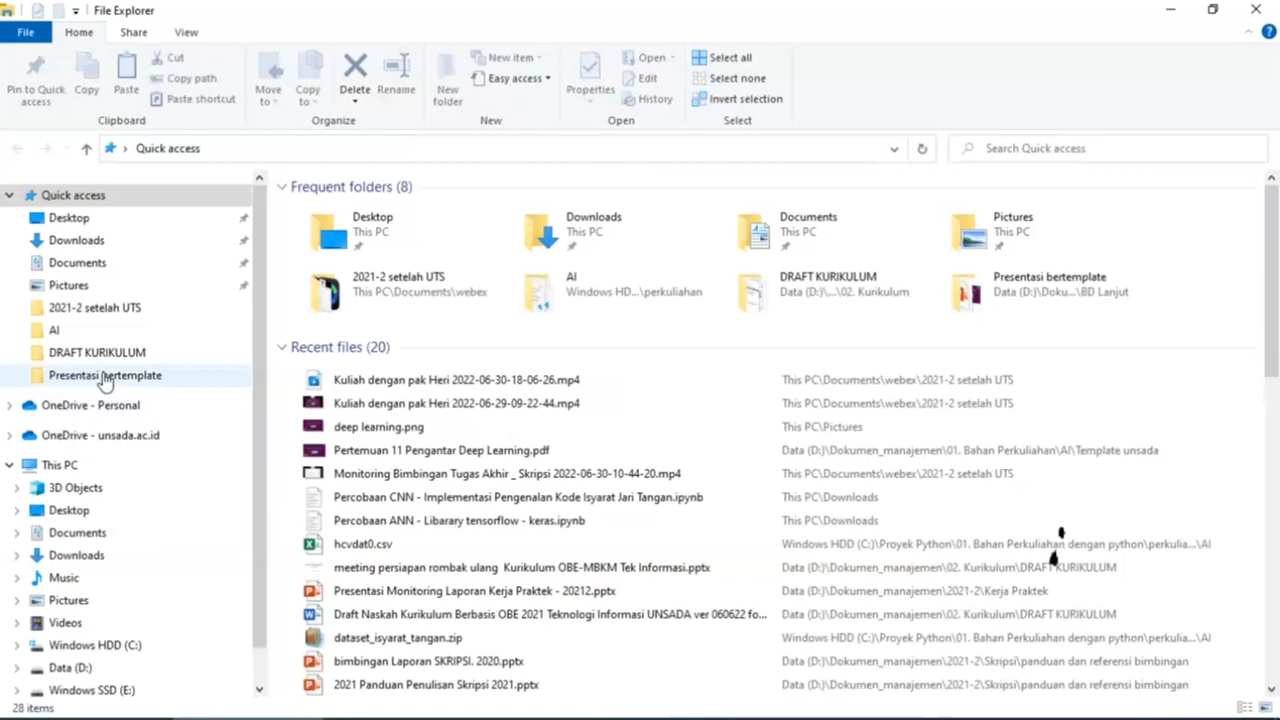 File Explorer
File
Home
Share
View
Pin to Quick access
Copy
Paste
Cut
Copy path
Paste shortcut
Clipboard
Move to
Copy to
Delete
Rename
Organize
New folder
New item
Easy access
New
Properties
Open
Edit
History
Open
Select all
Select none
Invert selection
Select
Quick access
Search Quick access
Quick access
Desktop
Downloads
Documents
Pictures
2021-2 setelah UTS
AI
DRAFT KURIKULUM
Presentasi bertemplate
OneDrive - Personal
OneDrive - unsada.ac.id
This PC
3D Objects
Desktop
Documents
Downloads
Music
Pictures
Videos
Windows HDD (C:)
Data (D:)
Windows SSD (E:)
Frequent folders (8)
Desktop
This PC
Downloads
This PC
Documents
This PC
Pictures
This PC
2021-2 setelah UTS
This PC\Documents\webex
AI
Windows HD...\perkuliahan
DRAFT KURIKULUM
Data (D:)\...\02. Kurikulum
Presentasi bertemplate
Data (D:)\Doku...\BD Lanjut
Recent files (20)
Kuliah dengan pak Heri 2022-06-30-18-06-26.mp4 This PC\Documents\webex\2021-2 setelah UTS
Kuliah dengan pak Heri 2022-06-29-09-22-44.mp4 This PC\Documents\webex\2021-2 setelah UTS
deep learning.png This PC\Pictures
Pertemuan 11 Pengantar Deep Learning.pdf Data (D:)\Dokumen_manajemen\01. Bahan Perkuliahan\AI\Template unsada
Monitoring Bimbingan Tugas Akhir _ Skripsi 2022-06-30-10-44-20.mp4 This PC\Documents\webex\2021-2 setelah UTS
Percobaan CNN - Implementasi Pengenalan Kode Isyarat Jari Tangan.ipynb This PC\Downloads
Percobaan ANN - Libarary tensorflow - keras.ipynb This PC\Downloads
hcvdat0.csv Windows HDD (C:)\Proyek Python\01. Bahan Perkuliahan dengan python\perkulia...\AI
meeting persiapan rombak ulang Kurikulum OBE-MBKM Tek Informasi.pptx Data (D:)\Dokumen_manajemen\02. Kurikulum\DRAFT KURIKULUM
Presentasi Monitoring Laporan Kerja Praktek - 20212.pptx Data (D:)\Dokumen_manajemen\2021-2\Kerja Praktek
Draft Naskah Kurikulum Berbasis OBE 2021 Teknologi Informasi UNSADA ver 060622 fo... Data (D:)\Dokumen_manajemen\02. Kurikulum\DRAFT KURIKULUM
dataset_isyarat_tangan.zip Windows HDD (C:)\Proyek Python\01. Bahan Perkuliahan dengan python\perkulia...\AI
bimbingan Laporan SKRIPSI. 2020.pptx Data (D:)\Dokumen_manajemen\2021-2\Skripsi\panduan dan referensi bimbingan
2021 Panduan Penulisan Skripsi 2021.pptx Data (D:)\Dokumen_manajemen\2021-2\Skripsi\panduan dan referensi bimbingan
28 items